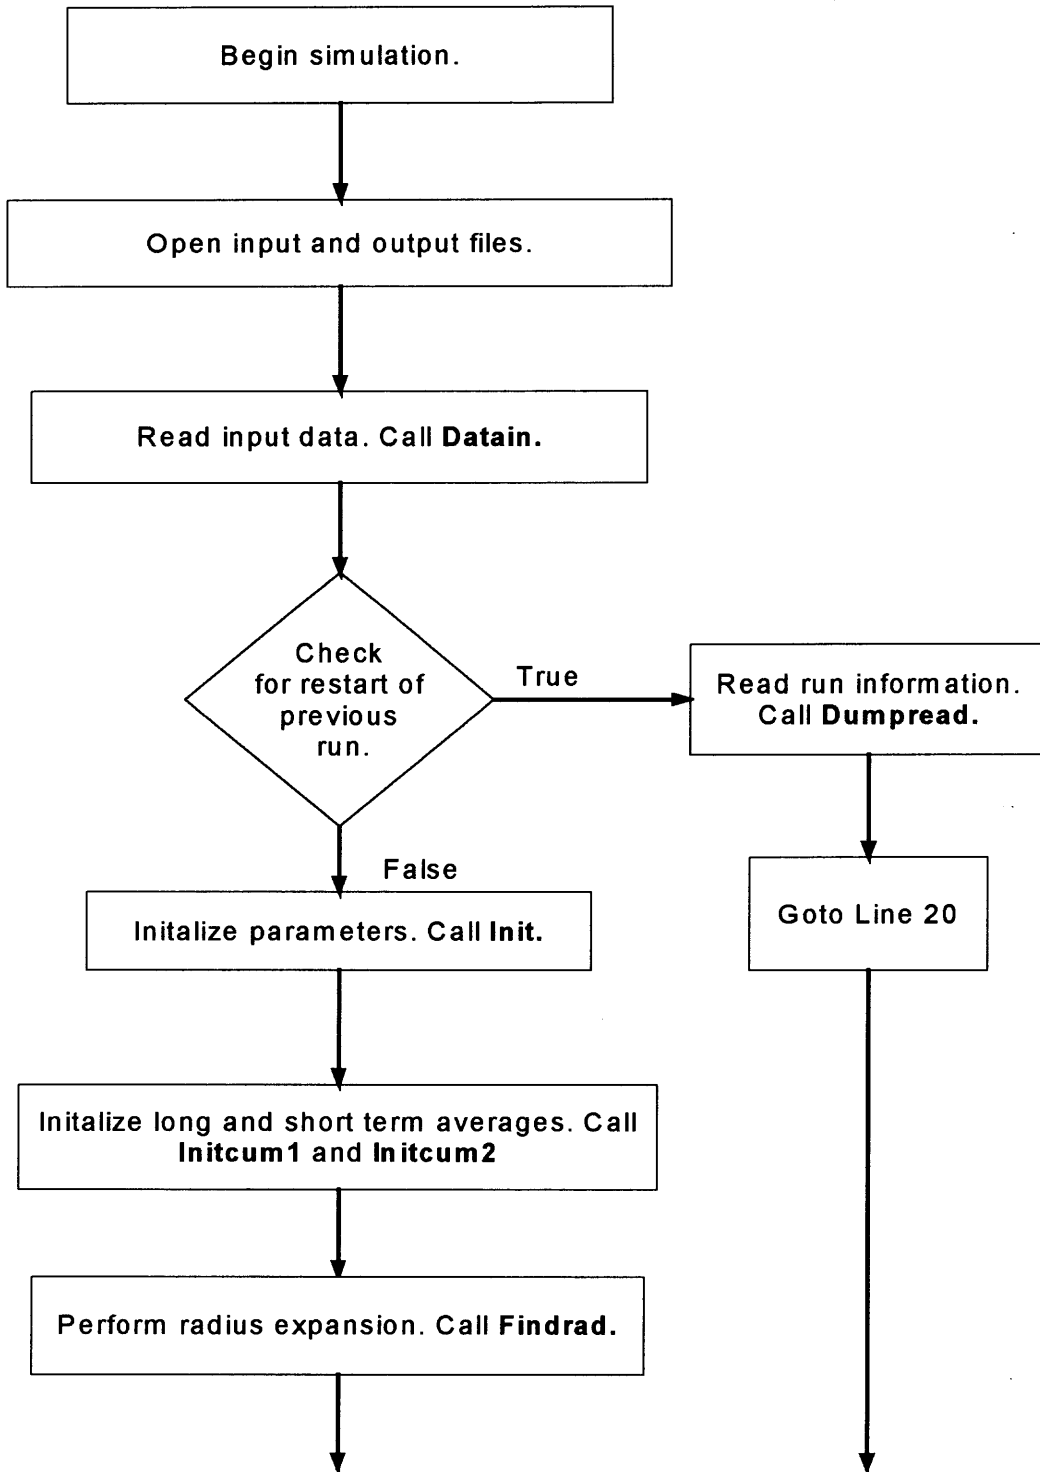 Begin simulation.
Open input and output files.
Read input data. Call Datain.
Check
for restart of
previous
run.
True
Read run information.
Call Dumpread.
False
Goto Line 20
Initalize parameters. Call Init.
Initalize long and short term averages. Call
Initcum1 and Initcum2
Perform radius expansion. Call Findrad.